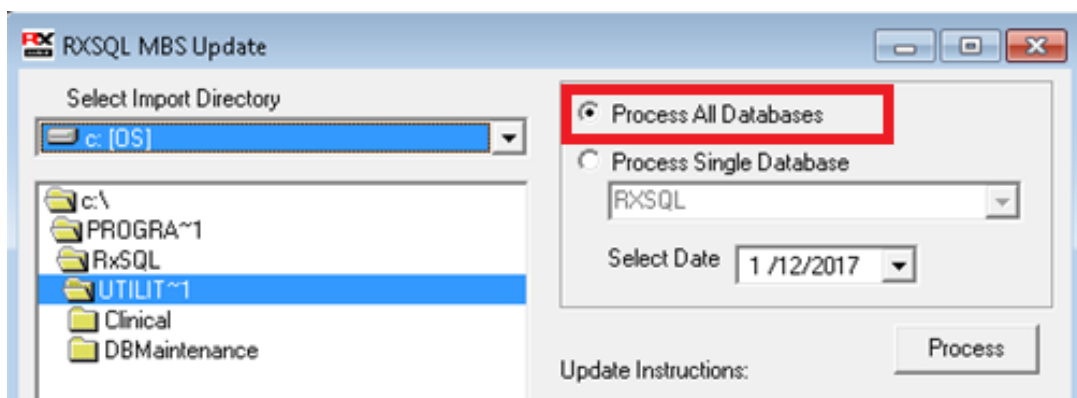 RXSQL MBS Update
Select Import Directory
c: [OS]
c:\
PROGRA~1
RxSQL
UTILIT~1
Clinical
DBMaintenance
Process All Databases
Process Single Database
RXSQL
Select Date 1 /12/2017
Process
Update Instructions: